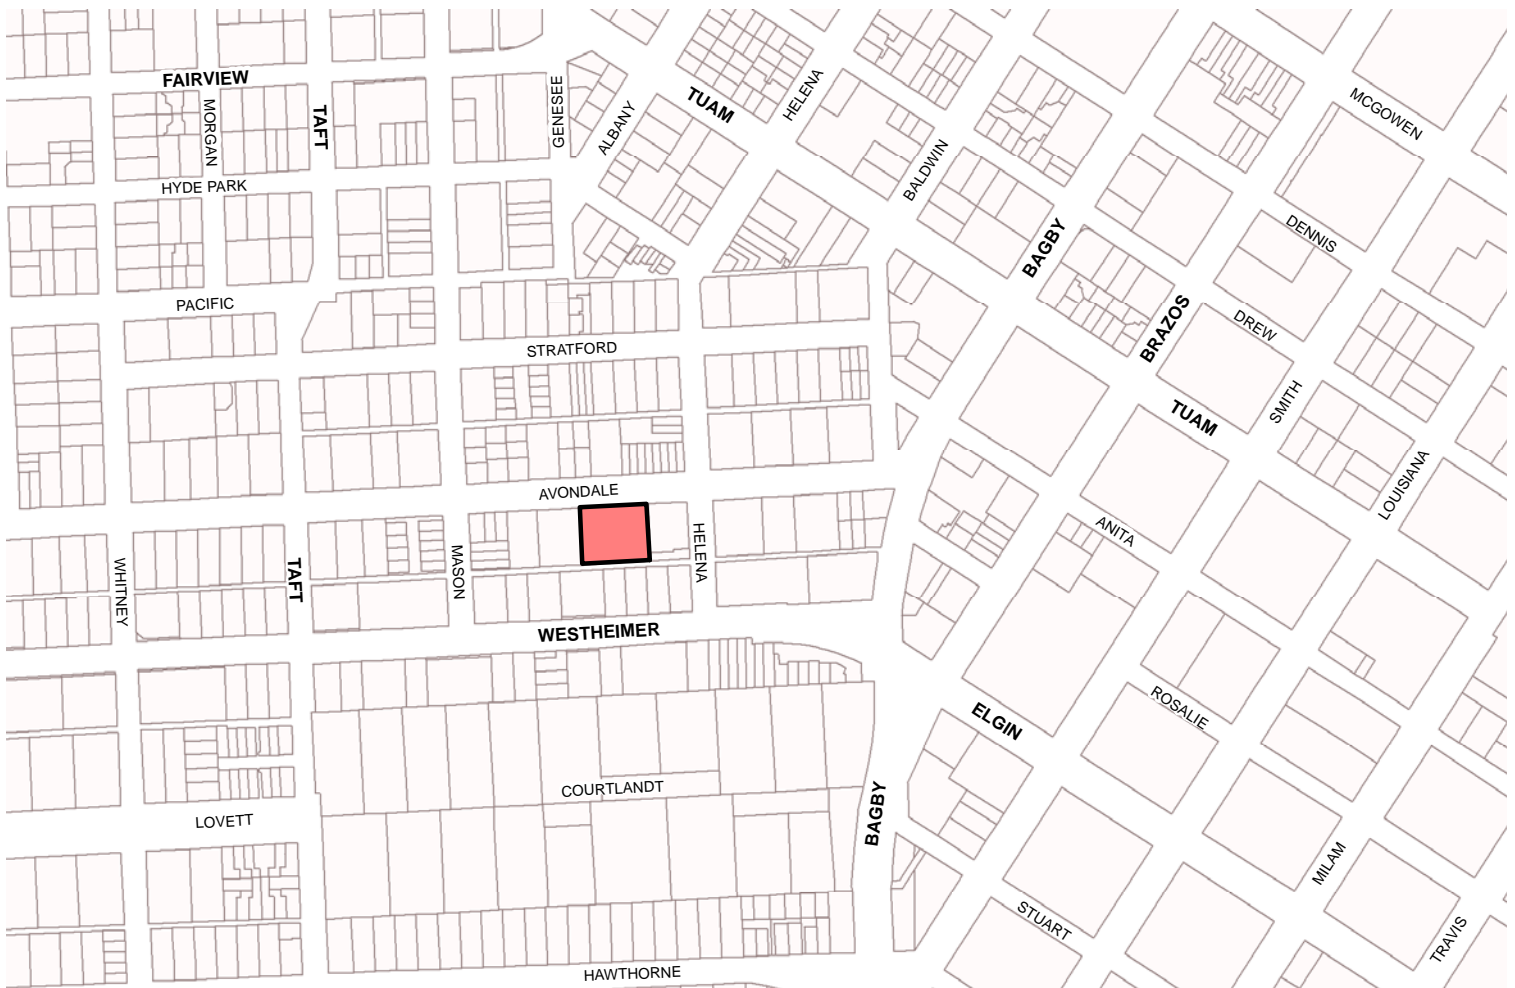 FAIRVIEW
MORGAN
TAFT
GENESEE
ALBANY
TUAM
HELENA
MCGOWEN
HYDE PARK
BALDWIN
BAGBY
DENNIS
PACIFIC
BRAZOS
DREW
STRATFORD
SMITH
TUAM
LOUISIANA
AVONDALE
ANITA
WHITNEY
TAFT
MASON
HELENA
WESTHEIMER
ELGIN
ROSALIE
COURTLANDT
LOVETT
BAGBY
MILAM
STUART
TRAVIS
HAWTHORNE